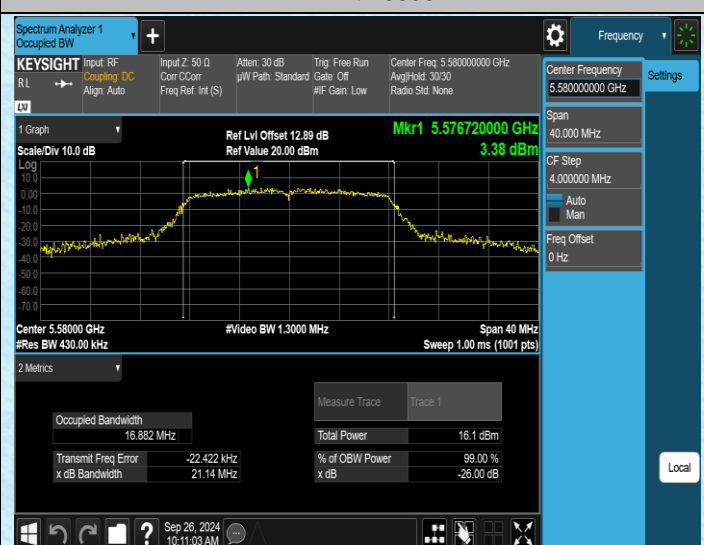 Spectrum Analyzer 1
Occupied BW
Frequency
KEYSIGHT
RL
LXI
Input: RF
Coupling: DC
Align: Auto
Input Z: 50 Ω
Corr CCorr
Freq Ref: Int (S)
Atten: 30 dB
µW Path: Standard
Trig: Free Run
Gate: Off
#IF Gain: Low
Center Freq: 5.580000000 GHz
Avg|Hold: 30/30
Radio Std: None
Center Frequency
5.580000000 GHz
Settings
Span
40.000 MHz
CF Step
4.000000 MHz
Auto
Man
Freq Offset
0 Hz
1 Graph
Scale/Div 10.0 dB
Ref Lvl Offset 12.89 dB
Ref Value 20.00 dBm
Mkr1 5.576720000 GHz
3.38 dBm
Log
10.0
0.00
-10.0
-20.0
-30.0
-40.0
-50.0
-60.0
-70.0
1
Center 5.58000 GHz
#Res BW 430.00 kHz
#Video BW 1.3000 MHz
Span 40 MHz
Sweep 1.00 ms (1001 pts)
2 Metrics
Measure Trace Trace 1
Occupied Bandwidth
16.882 MHz
Total Power 16.1 dBm
Transmit Freq Error -22.422 kHz
% of OBW Power 99.00 %
x dB Bandwidth 21.14 MHz
x dB -26.00 dB
Local
?
Sep 26, 2024
10:11:03 AM